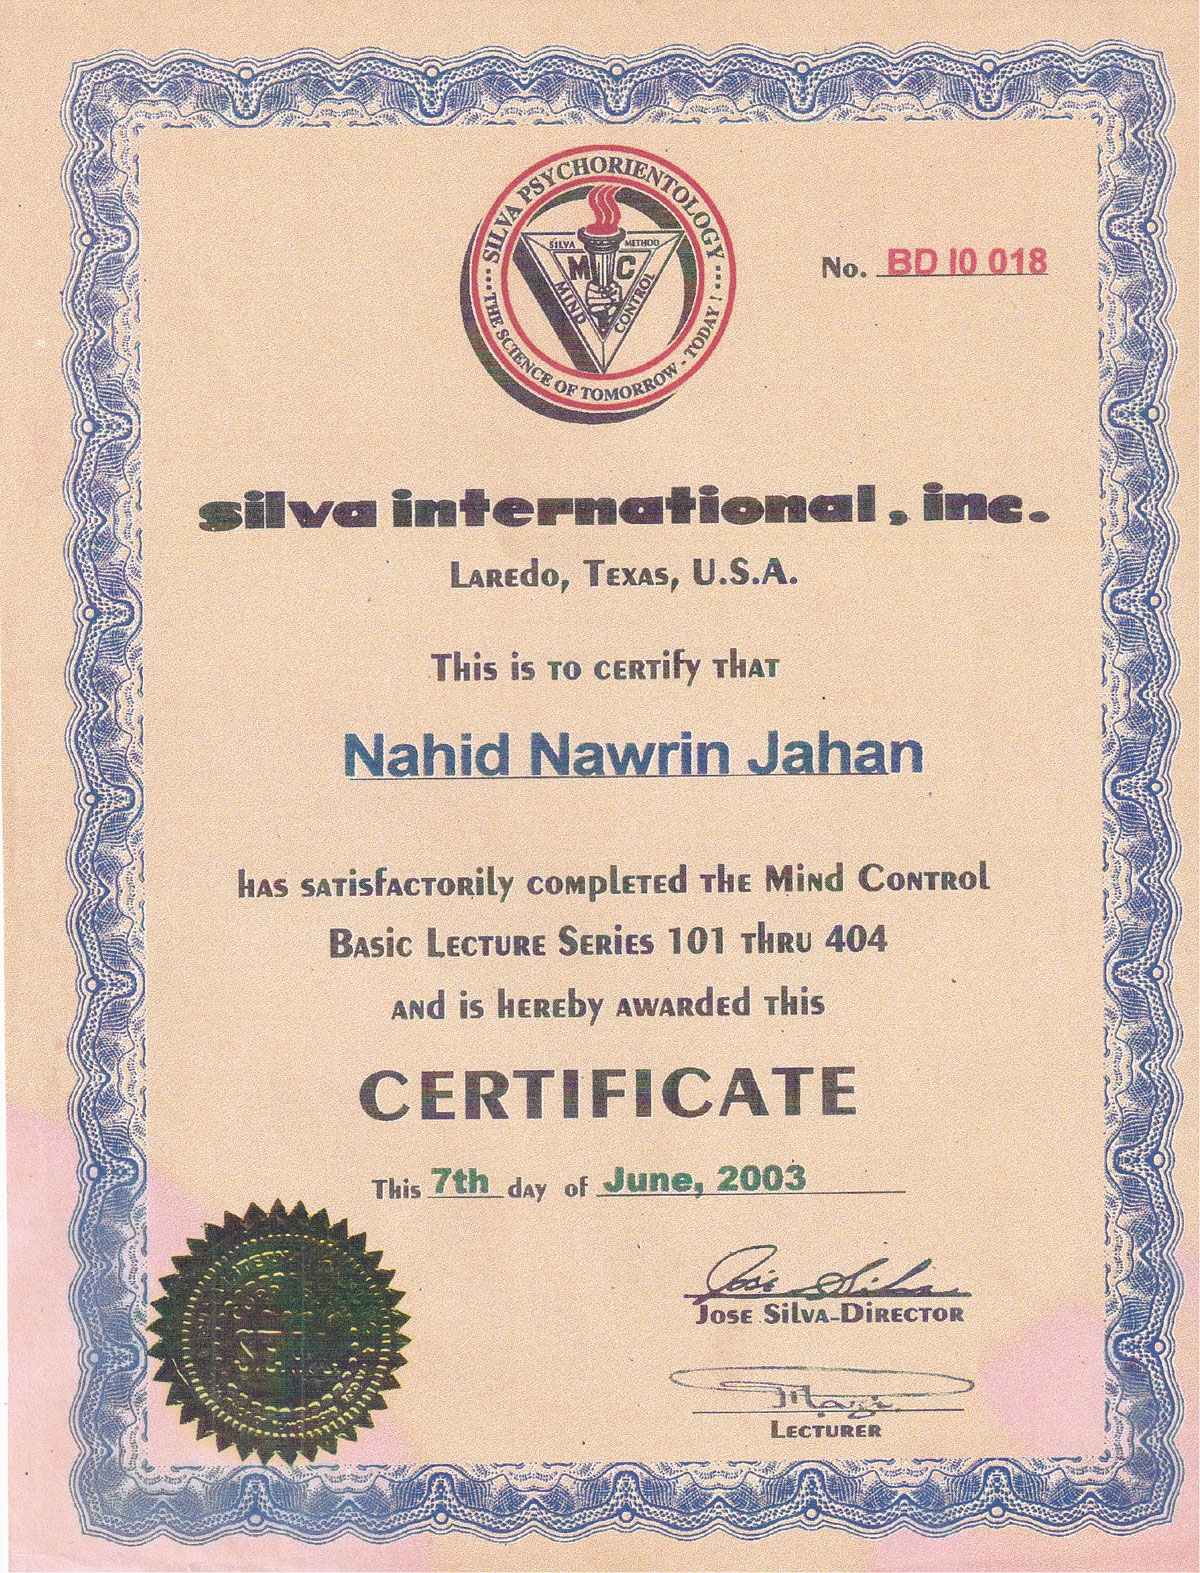 SILVA PSYCHORIENTOLOGY
... THE SCIENCE OF TOMORROW - TODAY ! ...
SILVA METHOD
M C
MIND CONTROL
No. BD I0 018
silva international, inc.
Laredo, Texas, U.S.A.
This is to certify that
Nahid Nawrin Jahan
has satisfactorily completed the Mind Control
Basic Lecture Series 101 thru 404
and is hereby awarded this
CERTIFICATE
This 7th day of June, 2003
José Silva
Jose Silva-Director
Lecturer